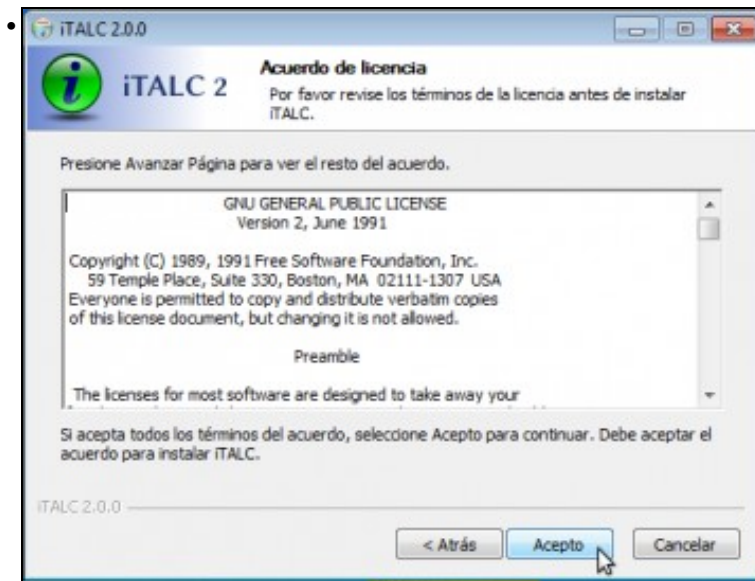 iTALC 2.0.0
iTALC 2
Acuerdo de licencia
Por favor revise los términos de la licencia antes de instalar
iTALC.
Presione Avanzar Página para ver el resto del acuerdo.
GNU GENERAL PUBLIC LICENSE
Version 2, June 1991
Copyright (C) 1989, 1991 Free Software Foundation, Inc.
59 Temple Place, Suite 330, Boston, MA 02111-1307 USA
Everyone is permitted to copy and distribute verbatim copies
of this license document, but changing it is not allowed.
Preamble
The licenses for most software are designed to take away your
Si acepta todos los términos del acuerdo, seleccione Acepto para continuar. Debe aceptar el
acuerdo para instalar iTALC.
iTALC 2.0.0
< Atrás Acepto Cancelar